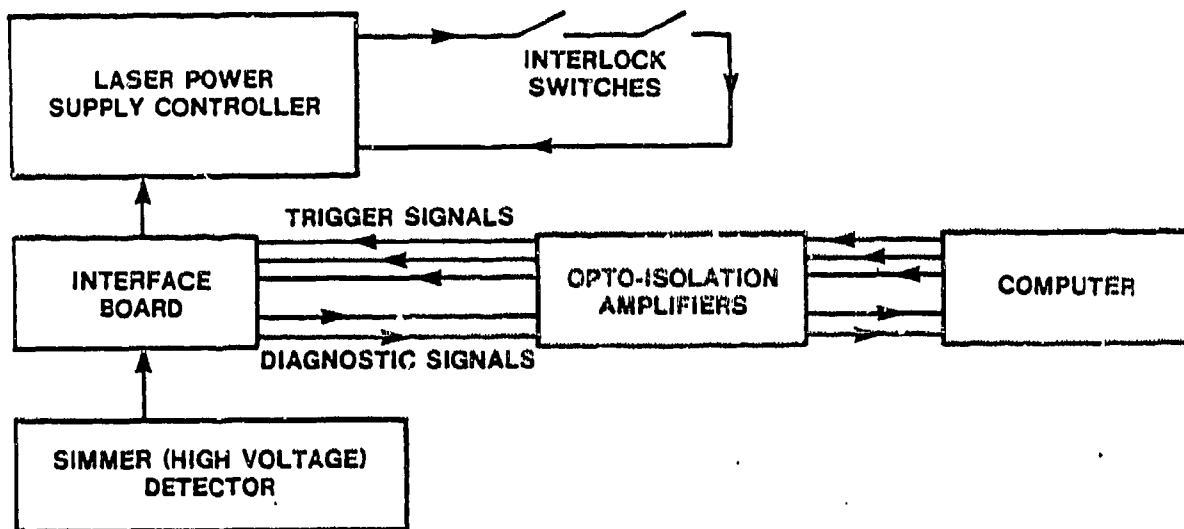 LASER POWER
SUPPLY CONTROLLER
INTERLOCK
SWITCHES
TRIGGER SIGNALS
INTERFACE
BOARD
OPTO-ISOLATION
AMPLIFIERS
COMPUTER
DIAGNOSTIC SIGNALS
SIMMER (HIGH VOLTAGE)
DETECTOR